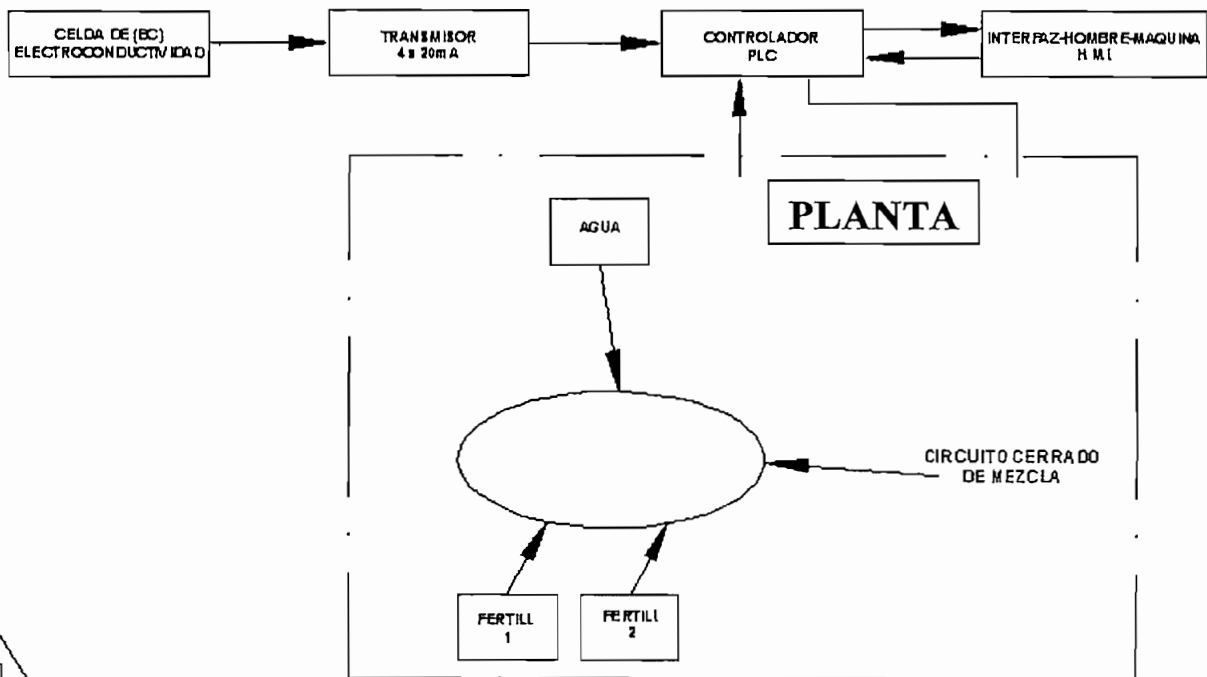 CELDA DE (EC)
ELECTROCONDUCTIVIDAD
TRANSMISOR
4 a 20mA
CONTROLADOR
PLC
INTERFAZ-HOMBRE-MAQUINA
H.M.I
PLANTA
AGUA
CIRCUITO CERRADO
DE MEZCLA
FERTILI
1
FERTILI
2